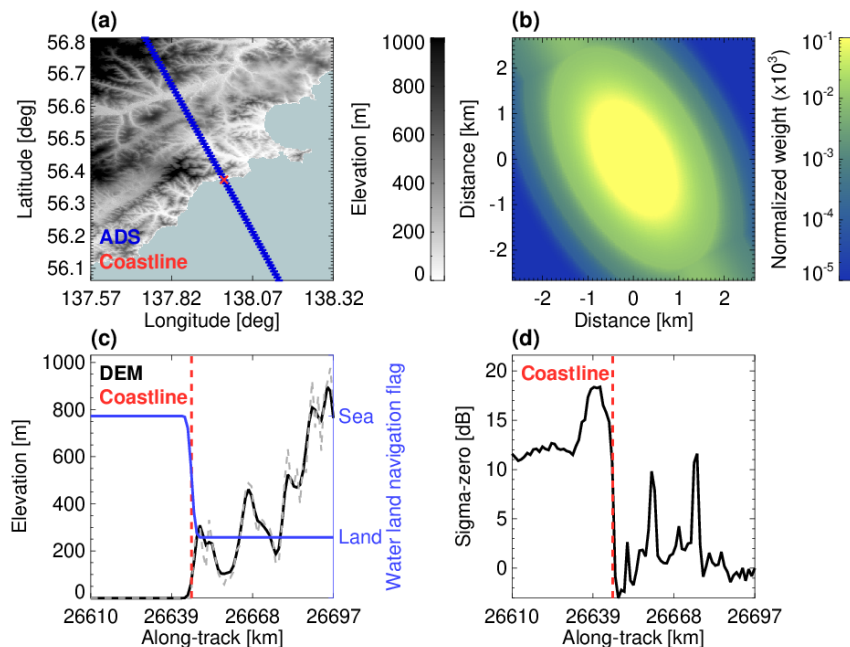 (a)
56.8
56.7
56.6
56.5
56.4
56.3
56.2
56.1
Latitude [deg]
ADS
Coastline
137.57 137.82 138.07 138.32
Longitude [deg]
1000
800
600
400
200
0
Elevation [m]
(b)
2
1
0
-1
-2
Distance [km]
-2 -1 0 1 2
Distance [km]
Normalized weight (x10³)
10⁻¹
10⁻²
10⁻³
10⁻⁴
10⁻⁵
(c)
1000
800
600
400
200
0
Elevation [m]
DEM
Coastline
Sea
Land
Water land navigation flag
26610 26639 26668 26697
Along-track [km]
(d)
20
15
10
5
0
Sigma-zero [dB]
Coastline
26610 26639 26668 26697
Along-track [km]